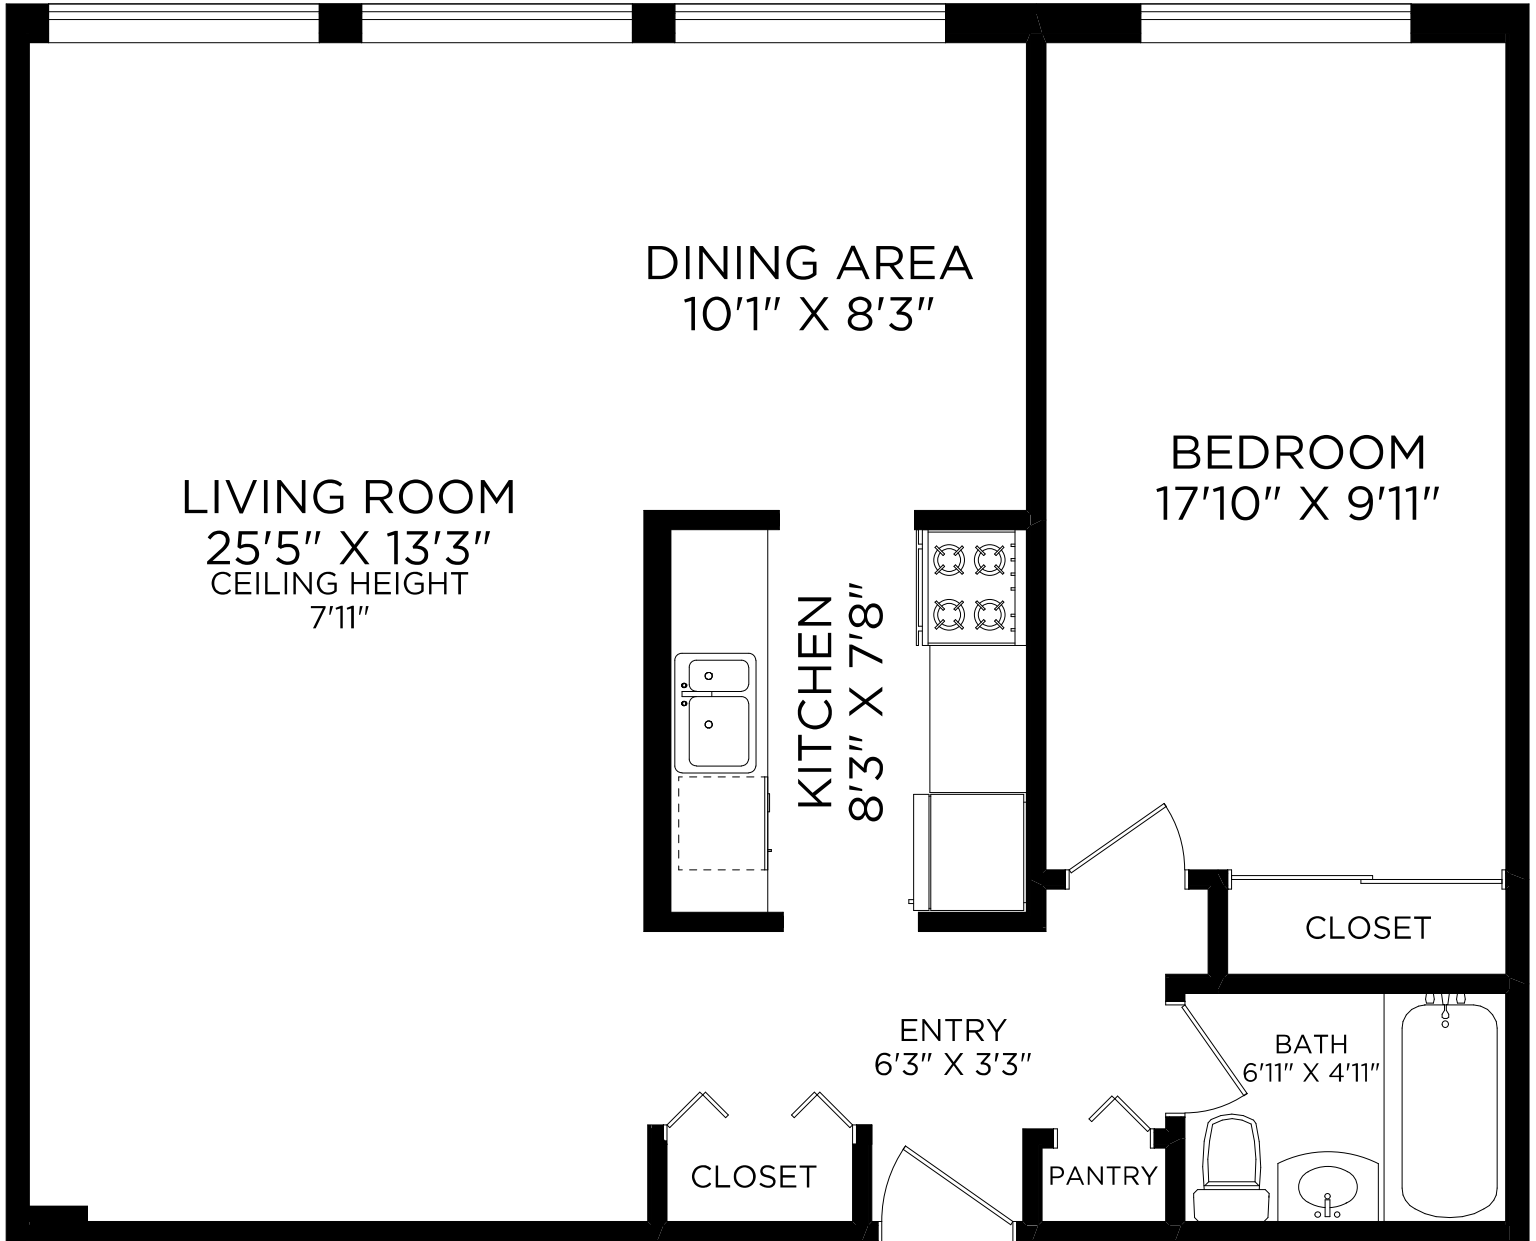 DINING AREA
10'1" X 8'3"
BEDROOM
17'10" X 9'11"
LIVING ROOM
25'5" X 13'3"
CEILING HEIGHT
7'11"
KITCHEN
8'3" X 7'8"
CLOSET
ENTRY
6'3" X 3'3"
BATH
6'11" X 4'11"
CLOSET
PANTRY